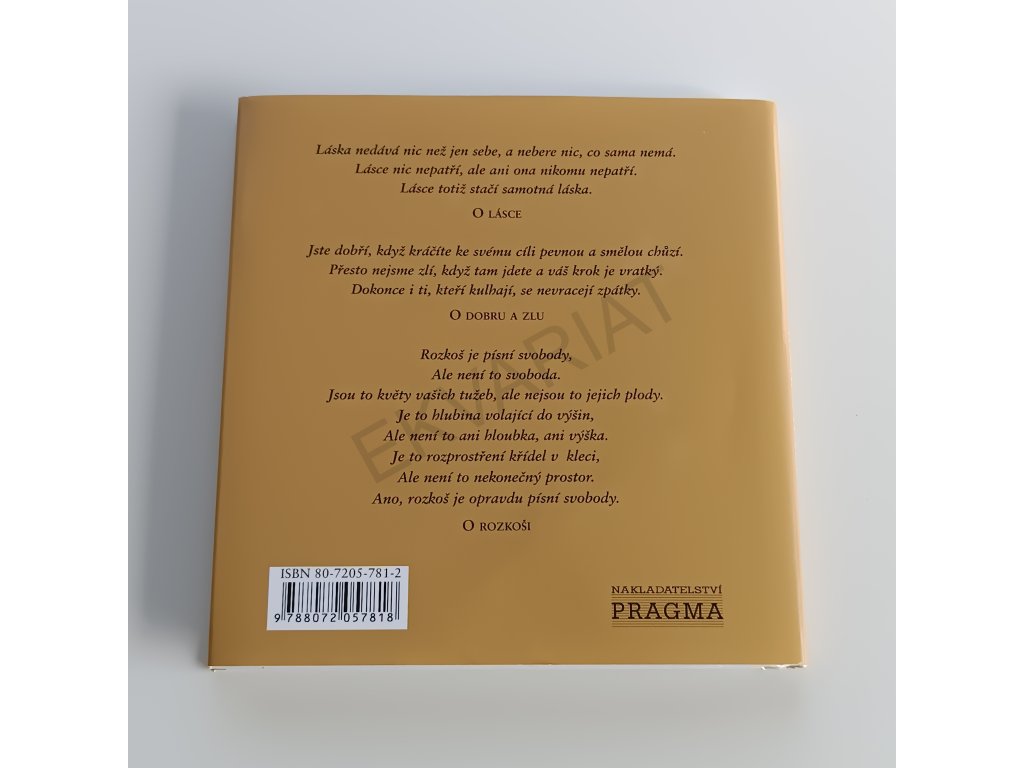 Láska nedává nic než jen sebe, a nebere nic, co sama nemá.
Lásce nic nepatří, ale ani ona nikomu nepatří.
Lásce totiž stačí samotná láska.
O LÁSCE
Jste dobří, když kráčíte ke svému cíli pevnou a smělou chůzí.
Přesto nejsme zlí, když tam jdete a váš krok je vratký.
Dokonce i ti, kteří kulhají, se nevracejí zpátky.
O DOBRU A ZLU
Rozkoš je písní svobody,
Ale není to svoboda.
Jsou to květy vašich tužeb, ale nejsou to jejich plody.
Je to hlubina volající do výšin,
Ale není to ani hloubka, ani výška.
Je to rozprostření křídel v kleci,
Ale není to nekonečný prostor.
Ano, rozkoš je opravdu písní svobody.
O ROZKOŠI
EKVARIAT
ISBN 80-7205-781-2
9 788072 057818
NAKLADATELSTVÍ
PRAGMA